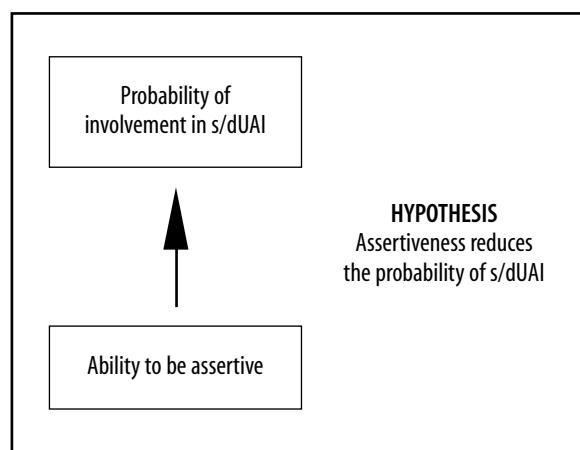 Probability of
involvement in s/dUAI
HYPOTHESIS
Assertiveness reduces
the probability of s/dUAI
Ability to be assertive